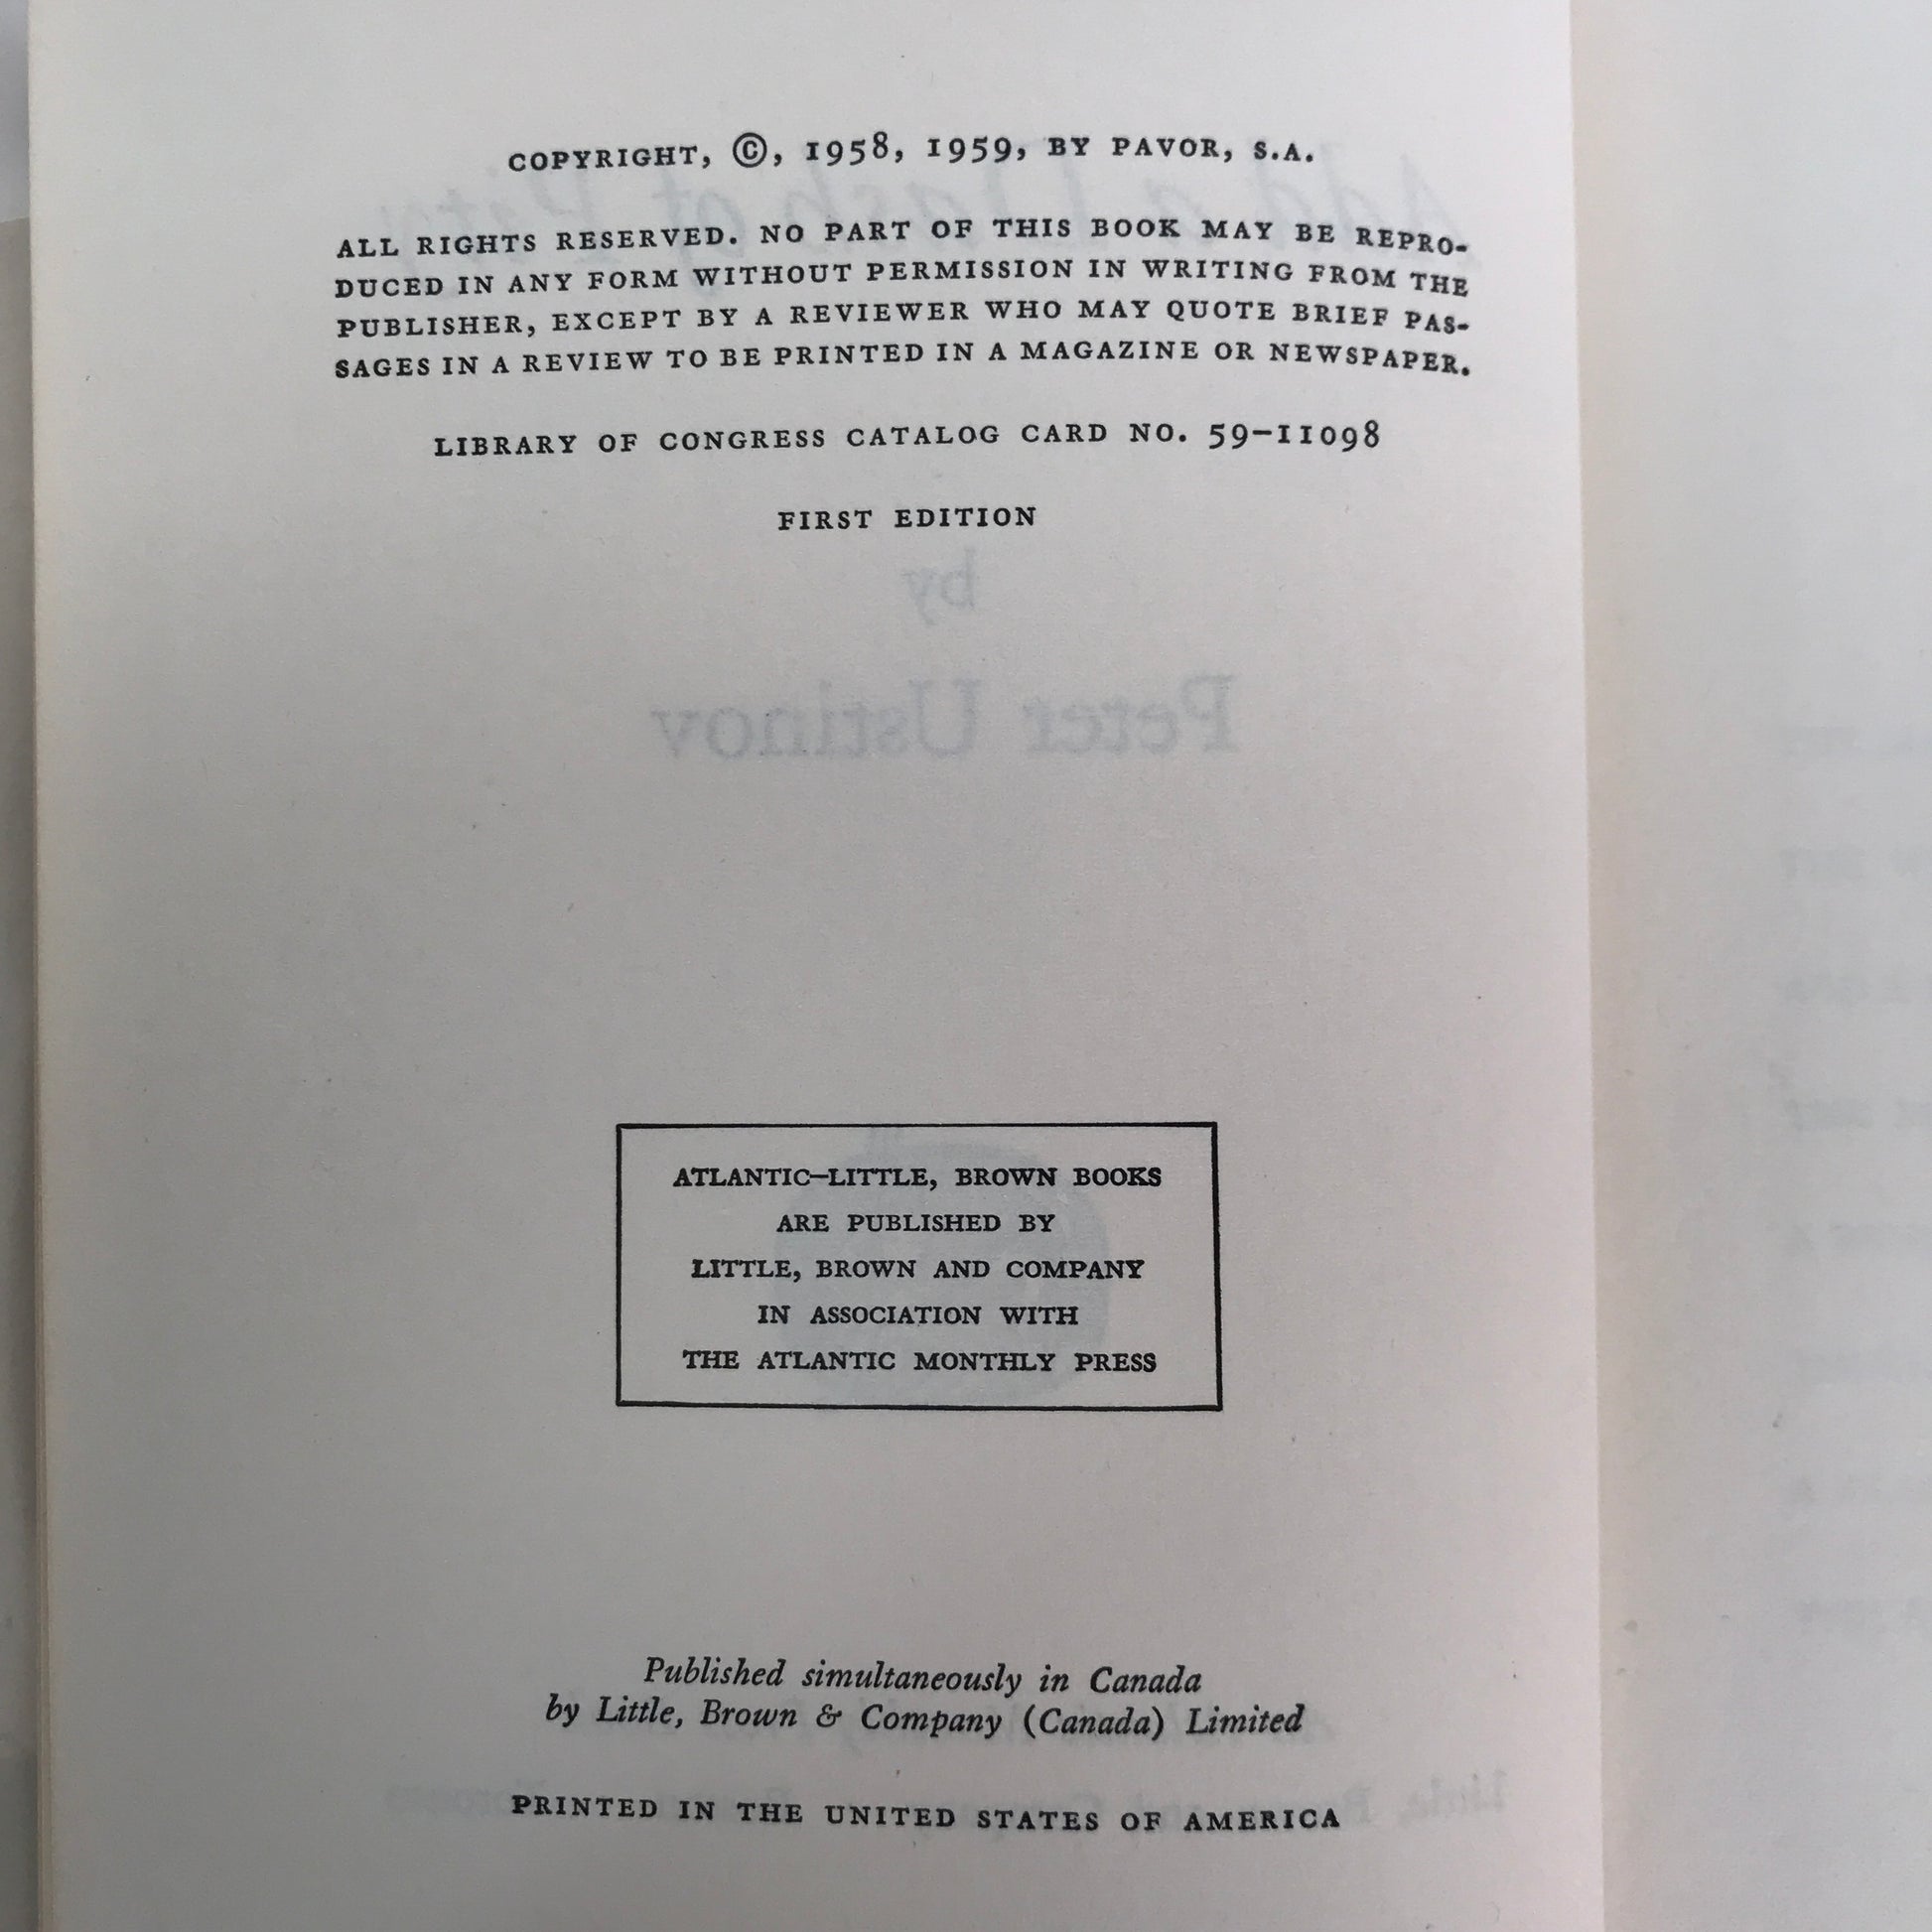 COPYRIGHT, ©, 1958, 1959, BY PAVOR, S.A.
ALL RIGHTS RESERVED. NO PART OF THIS BOOK MAY BE REPRO-
DUCED IN ANY FORM WITHOUT PERMISSION IN WRITING FROM THE
PUBLISHER, EXCEPT BY A REVIEWER WHO MAY QUOTE BRIEF PAS-
SAGES IN A REVIEW TO BE PRINTED IN A MAGAZINE OR NEWSPAPER.
LIBRARY OF CONGRESS CATALOG CARD NO. 59-11098
FIRST EDITION
by
Peter Ustinov
ATLANTIC–LITTLE, BROWN BOOKS
ARE PUBLISHED BY
LITTLE, BROWN AND COMPANY
IN ASSOCIATION WITH
THE ATLANTIC MONTHLY PRESS
Published simultaneously in Canada
by Little, Brown & Company (Canada) Limited
PRINTED IN THE UNITED STATES OF AMERICA